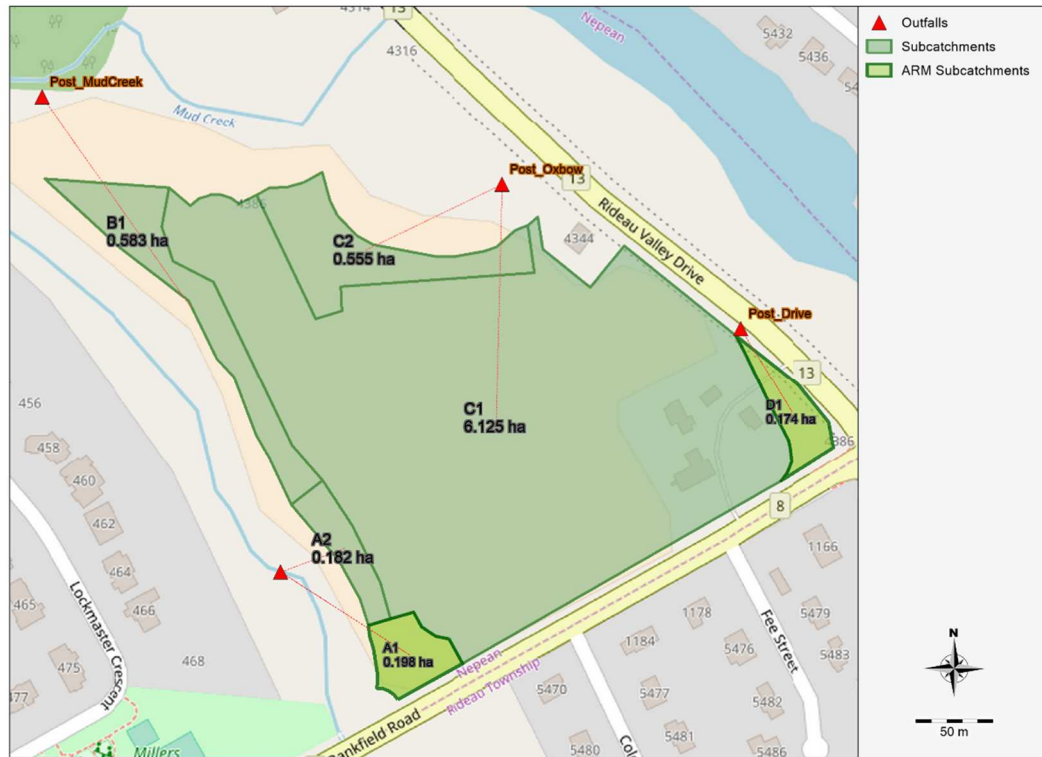 4314
13
4316
Nepean
5432
5436
Outfalls
Subcatchments
ARM Subcatchments
Post_MudCreek
Mud Creek
Post_Oxbow
13
Rideau Valley Drive
4386
B1
0.583 ha
C2
0.555 ha
4344
Post_Drive
13
456
C1
6.125 ha
D1
0.174 ha
4386
458
460
462
464
466
465
475
477
468
Lockmaster Crescent
A2
0.182 ha
A1
0.198 ha
8
1166
Nepean
Rideau Township
Bankfield Road
Millers
1178
1184
5476
5470
5477
5480
5481
5482
5486
5479
5483
Fee Street
N
50 m